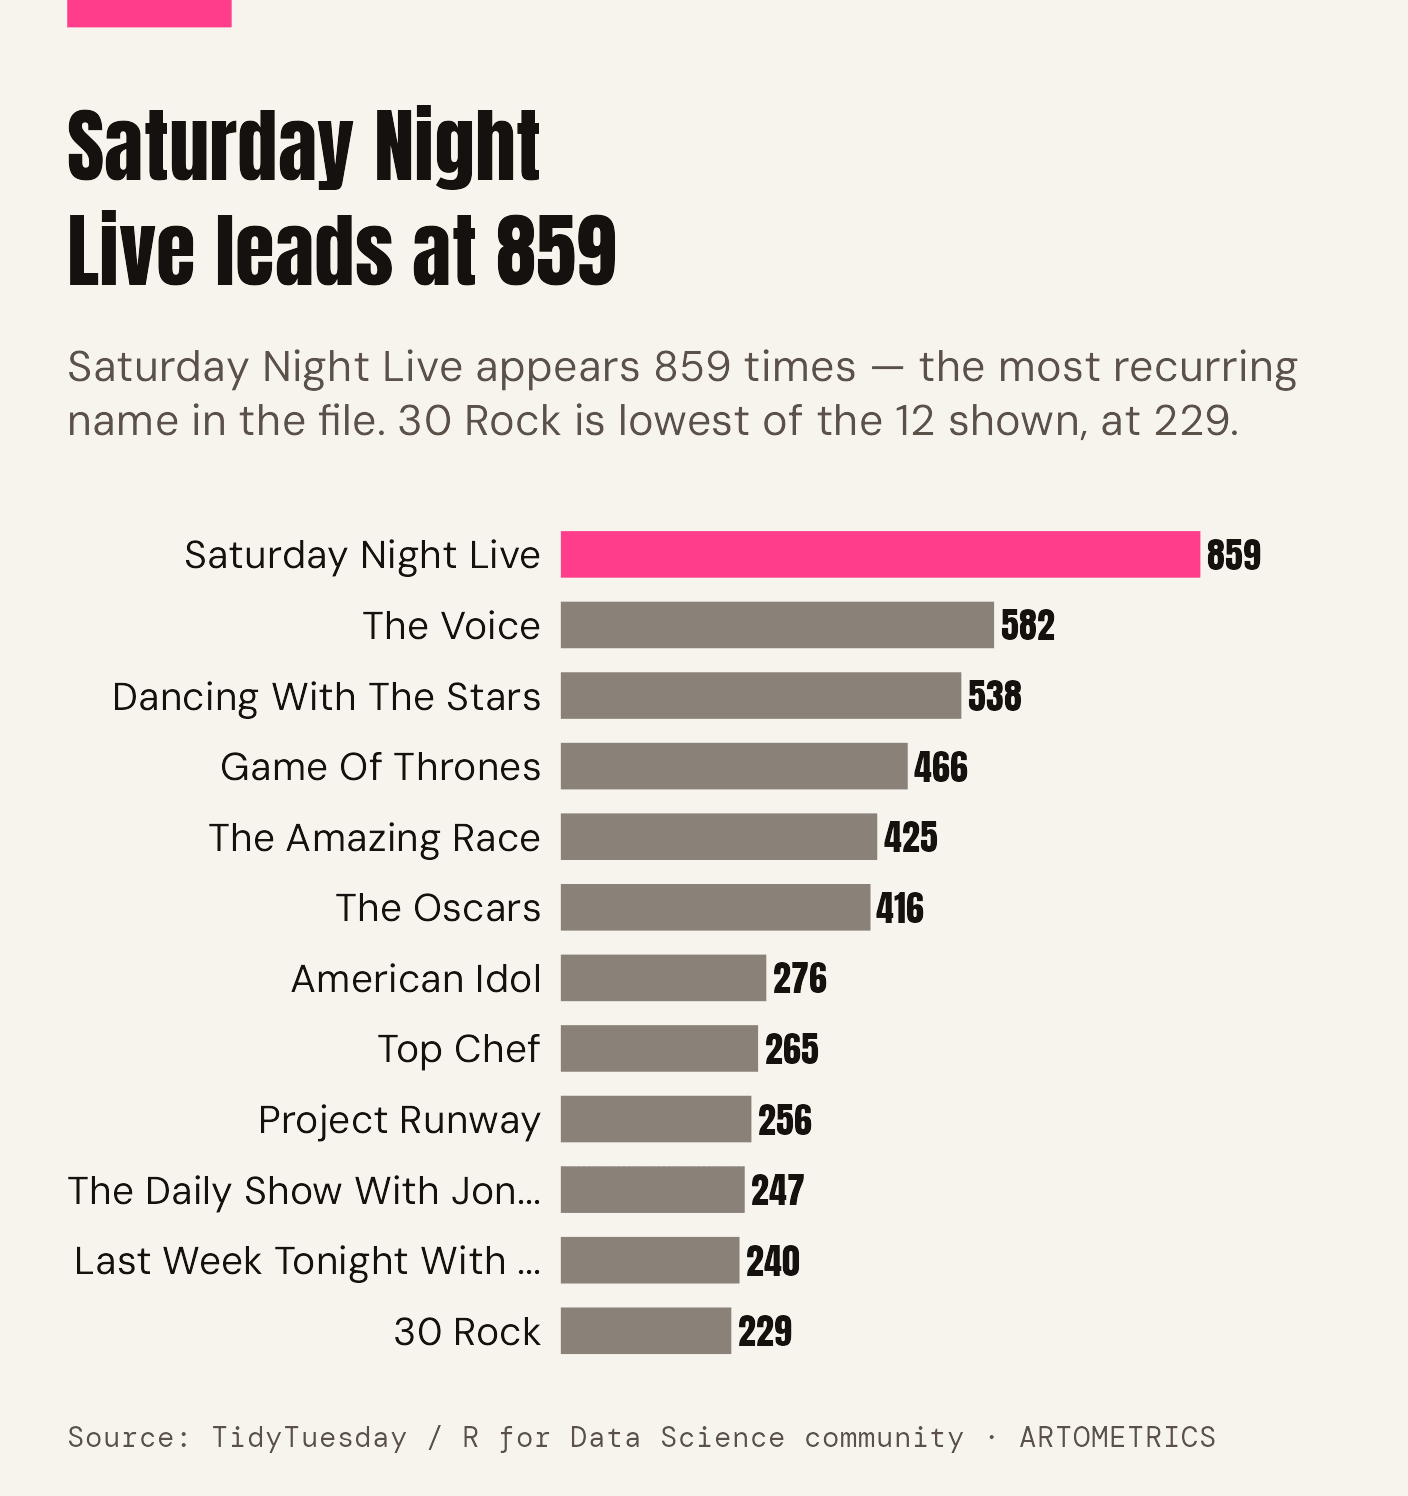 Saturday Night
Live leads at 859
Saturday Night Live appears 859 times — the most recurring
name in the file. 30 Rock is lowest of the 12 shown, at 229.
Saturday Night Live 859
The Voice 582
Dancing With The Stars 538
Game Of Thrones 466
The Amazing Race 425
The Oscars 416
American Idol 276
Top Chef 265
Project Runway 256
The Daily Show With Jon... 247
Last Week Tonight With ... 240
30 Rock 229
Source: TidyTuesday / R for Data Science community · ARTOMETRICS